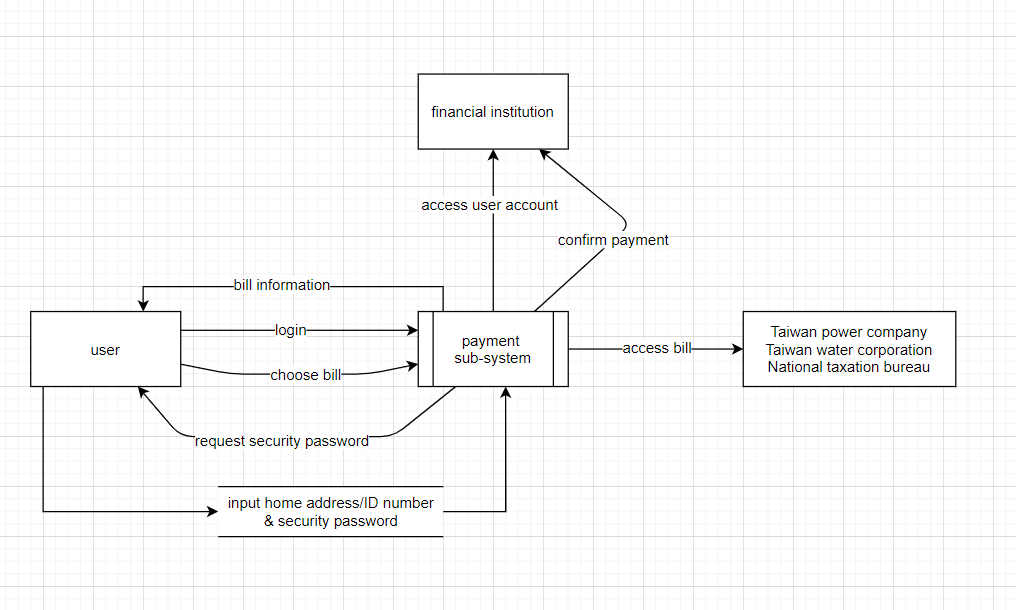 financial institution
access user account
confirm payment
bill information
login
user
payment
sub-system
access bill
Taiwan power company
Taiwan water corporation
National taxation bureau
choose bill
request security password
input home address/ID number
& security password